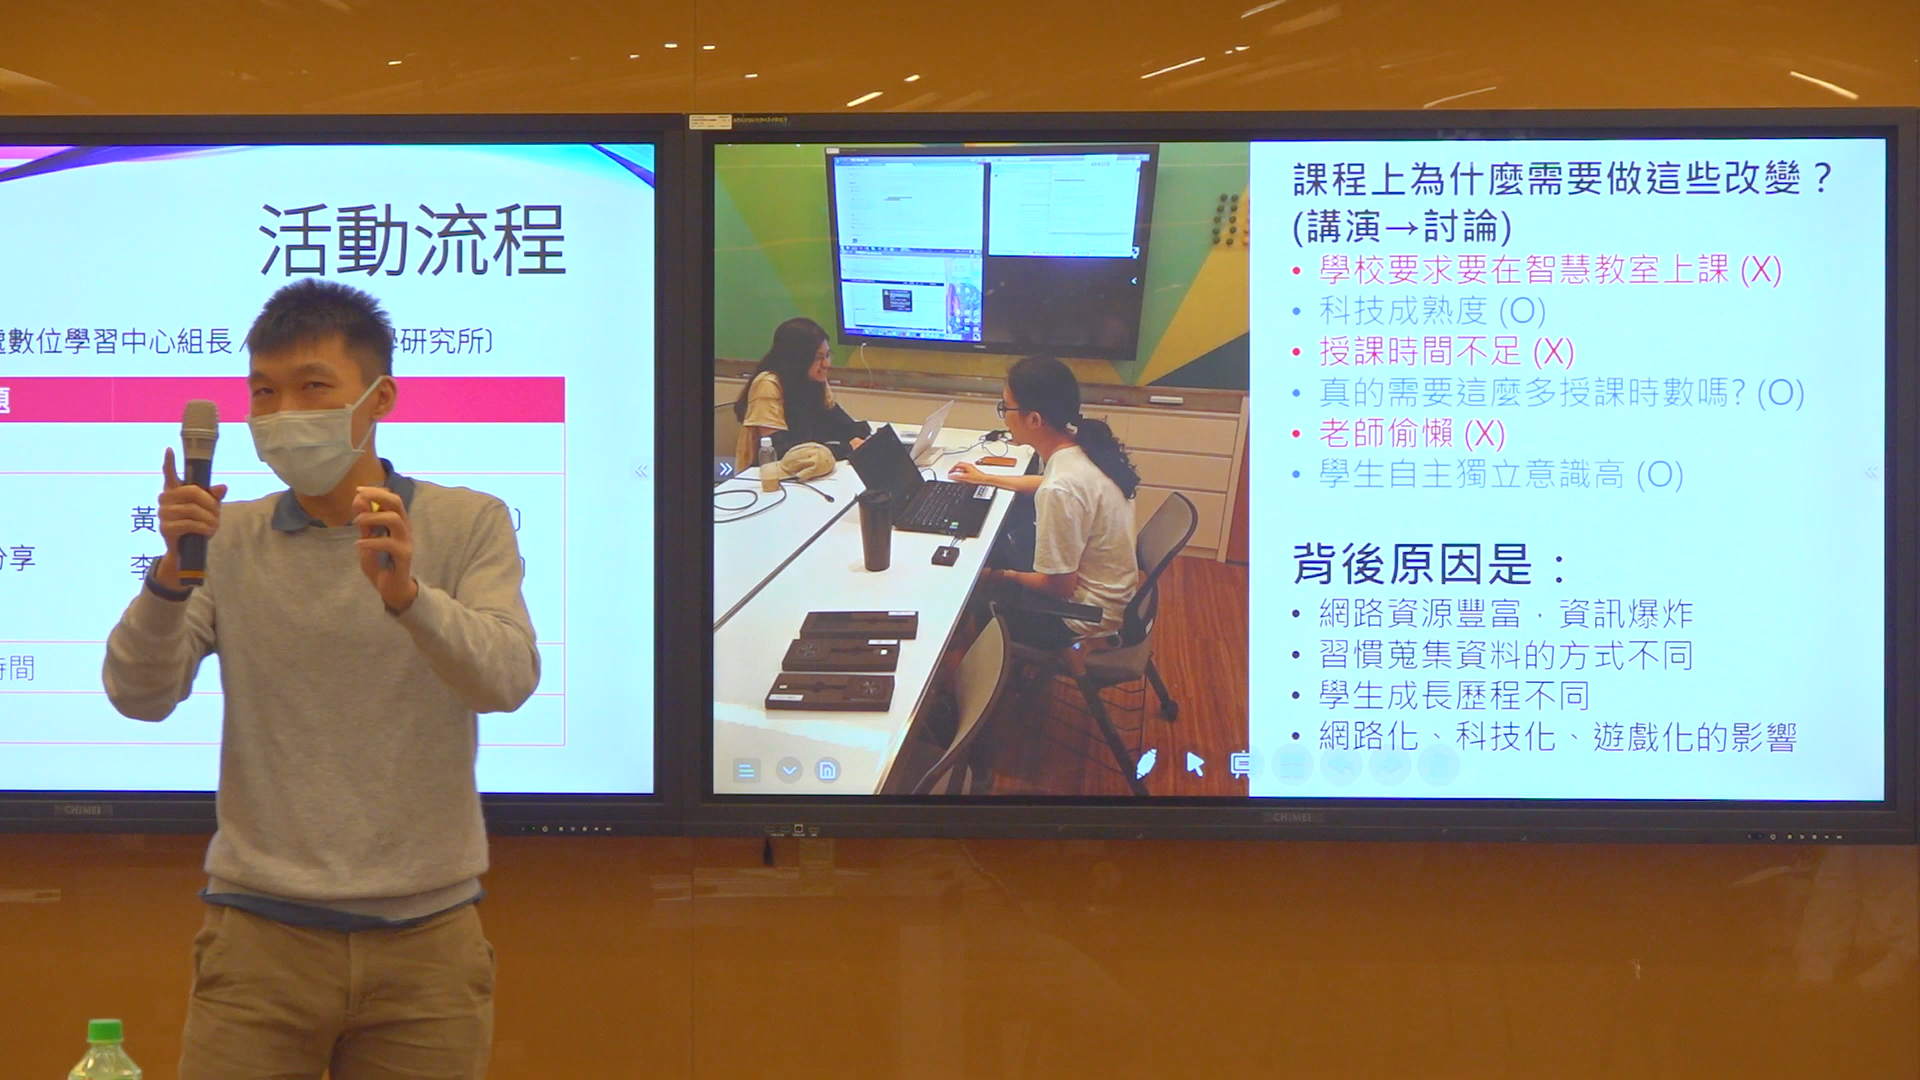 活動流程
數位學習中心組長/
學研究所)
題
黃
李
分享
時間
CHIMEI
課程上為什麼需要做這些改變？
(講演→討論)
• 學校要求要在智慧教室上課 (X)
• 科技成熟度 (O)
• 授課時間不足 (X)
• 真的需要這麼多授課時數嗎? (O)
• 老師偷懶 (X)
• 學生自主獨立意識高 (O)
背後原因是：
• 網路資源豐富，資訊爆炸
• 習慣蒐集資料的方式不同
• 學生成長歷程不同
• 網路化、科技化、遊戲化的影響
CHIMEI